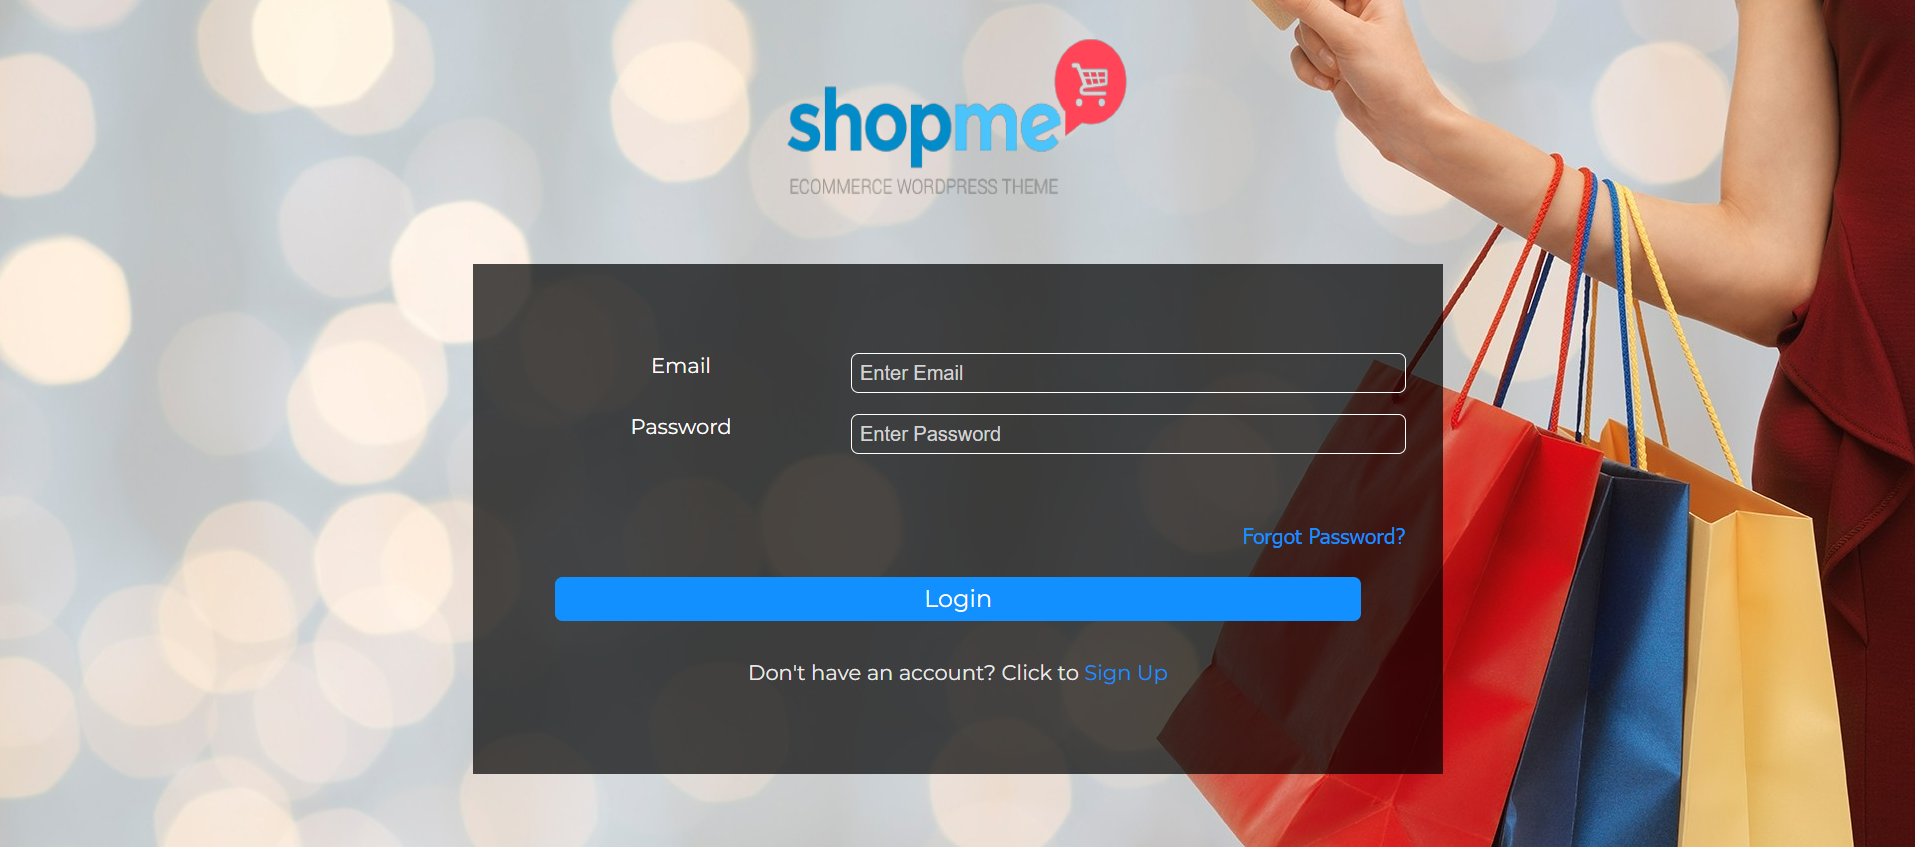 shopme
ECOMMERCE WORDPRESS THEME
Email
Enter Email
Password
Enter Password
Forgot Password?
Login
Don't have an account? Click to Sign Up